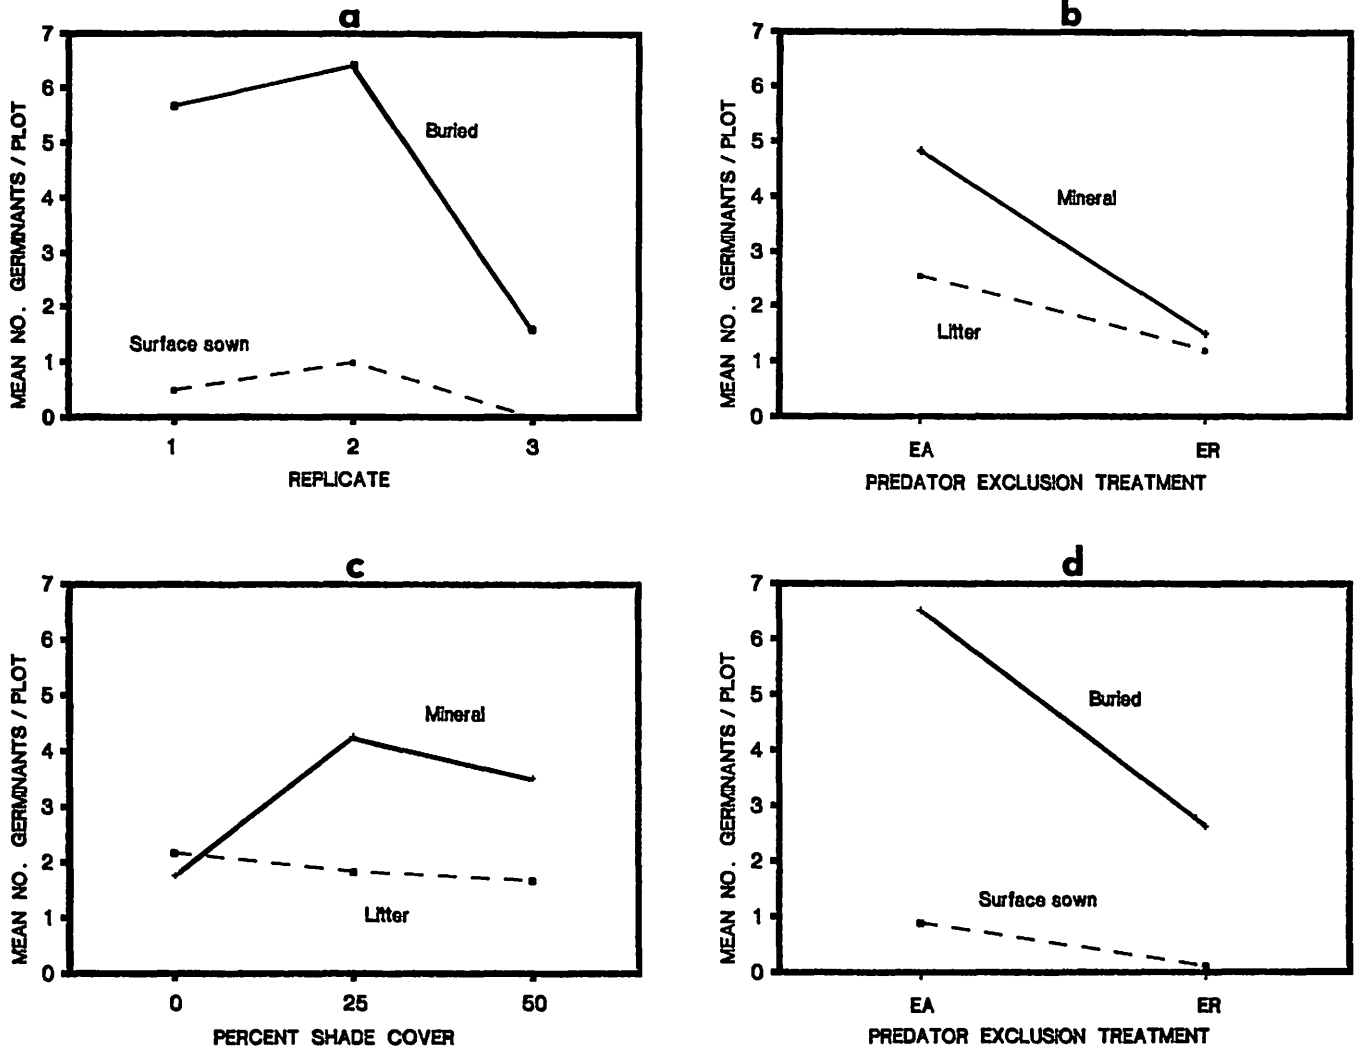 a
7
6
5
4
3
2
1
0
MEAN NO. GERMINANTS / PLOT
Buried
Surface sown
1 2 3
REPLICATE
b
7
6
5
4
3
2
1
0
MEAN NO. GERMINANTS / PLOT
Mineral
Litter
EA ER
PREDATOR EXCLUSION TREATMENT
c
7
6
5
4
3
2
1
0
MEAN NO. GERMINANTS / PLOT
Mineral
Litter
0 25 50
PERCENT SHADE COVER
d
7
6
5
4
3
2
1
0
MEAN NO. GERMINANTS / PLOT
Buried
Surface sown
EA ER
PREDATOR EXCLUSION TREATMENT